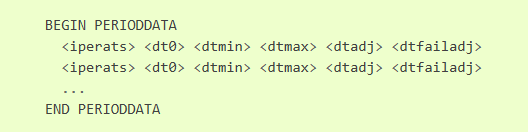 BEGIN PERIODDATA
<iperats> <dt0> <dtmin> <dtmax> <dtadj> <dtfailadj>
<iperats> <dt0> <dtmin> <dtmax> <dtadj> <dtfailadj>
...
END PERIODDATA